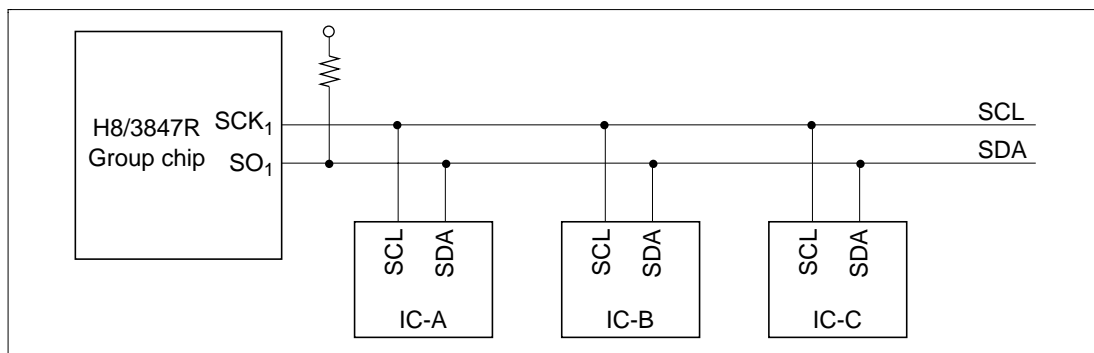 H8/3847R
Group chip
SCK₁
SO₁
SCL
SDA
SCL
SDA
IC-A
SCL
SDA
IC-B
SCL
SDA
IC-C